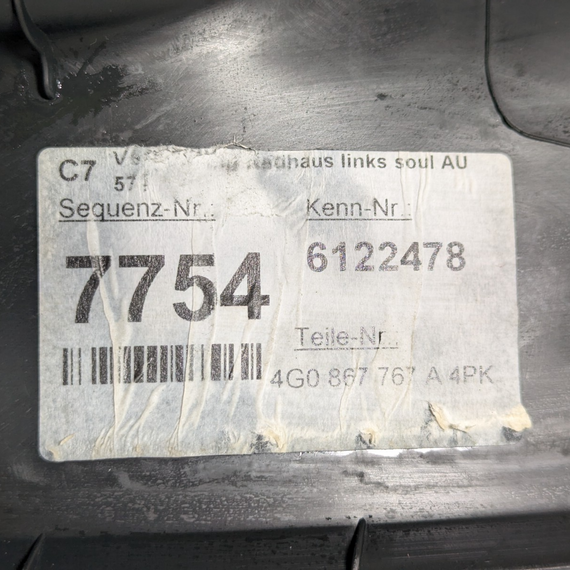 C7 Radhaus links soul AU
Sequenz-Nr.: Kenn-Nr.:
7754 6122478
Teile-Nr.:
4G0 867 767 A 4PK